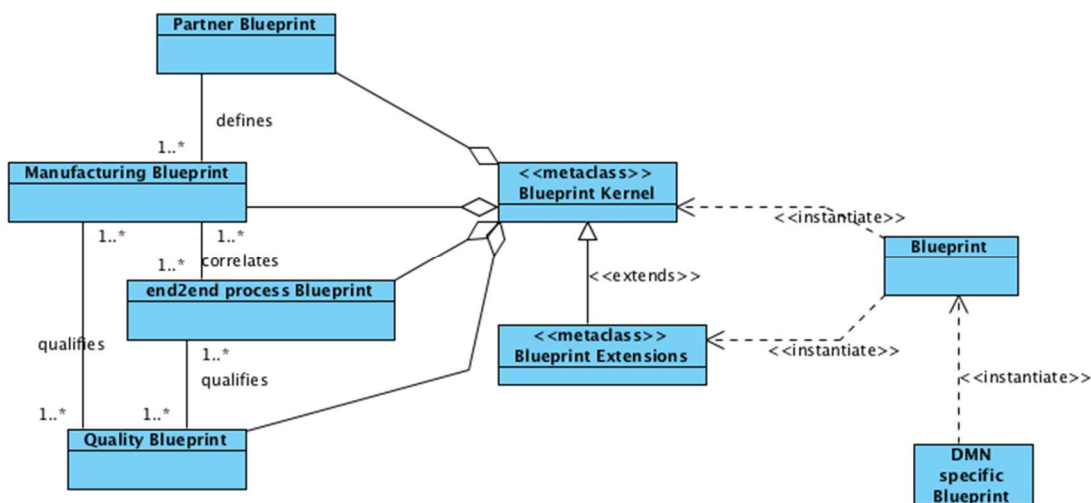 Partner Blueprint
defines
1..*
Manufacturing Blueprint
<<metaclass>>
Blueprint Kernel
<<instantiate>>
1..*
1..*
correlates
1..*
Blueprint
<<extends>>
end2end process Blueprint
<<metaclass>>
Blueprint Extensions
qualifies
1..*
qualifies
<<instantiate>>
<<instantiate>>
1..*
1..*
Quality Blueprint
DMN
specific
Blueprint